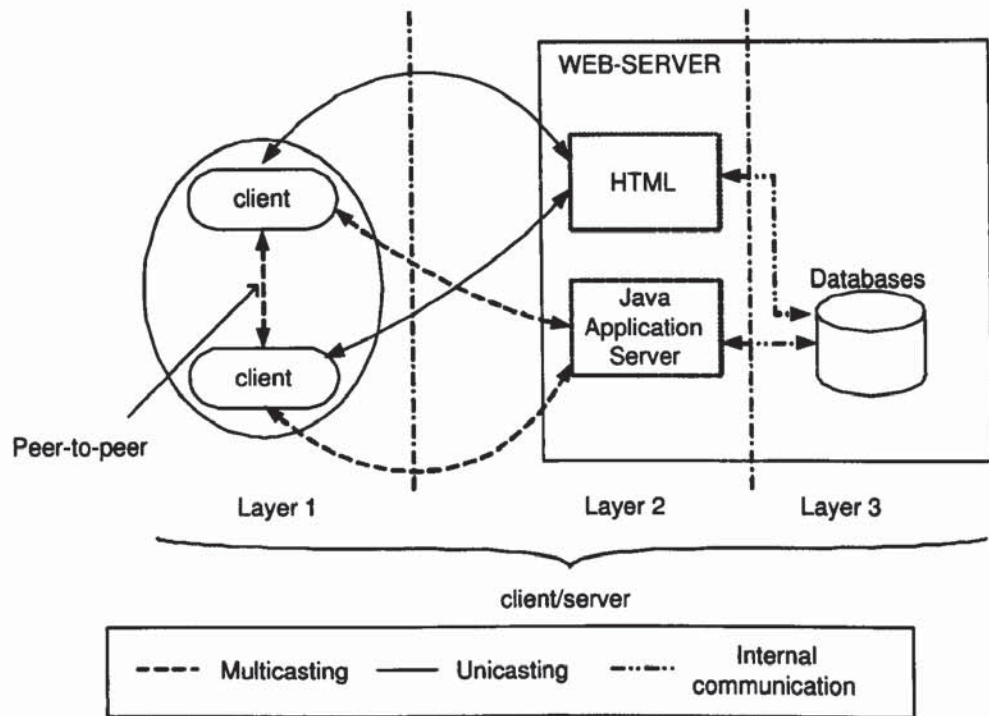 WEB-SERVER
client
HTML
Databases
Java
Application
Server
client
Peer-to-peer
Layer 1
Layer 2
Layer 3
client/server
Multicasting
Unicasting
Internal
communication